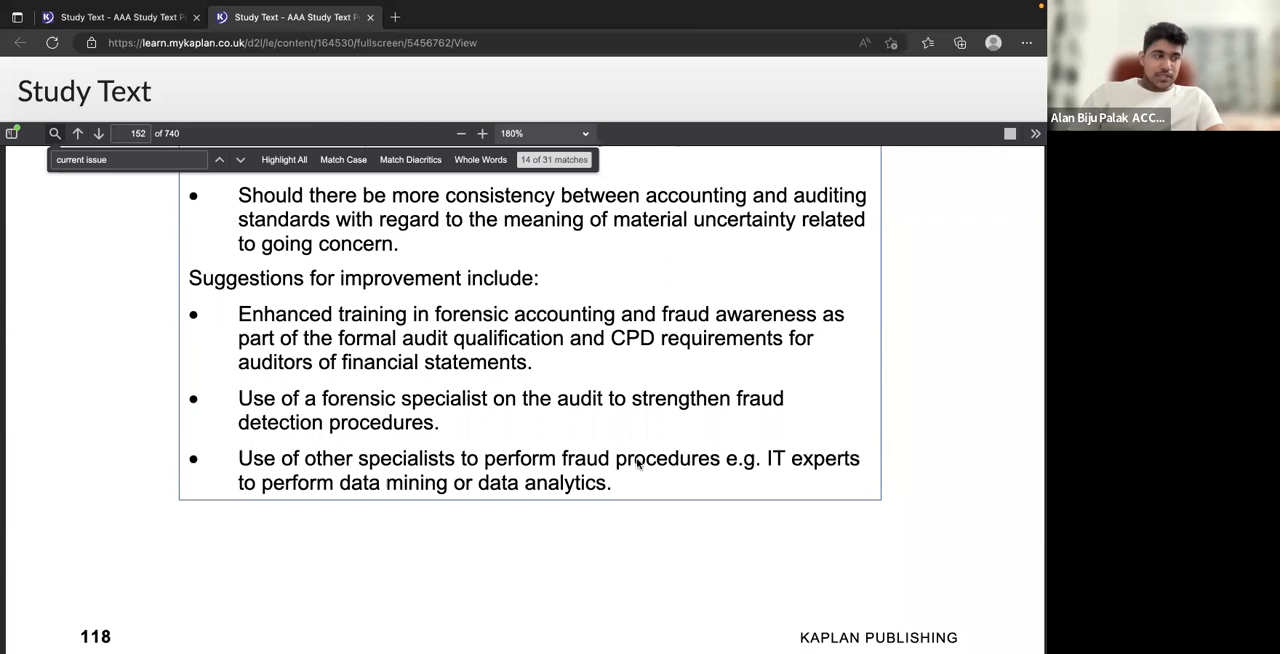 Study Text - AAA Study Text P
Study Text - AAA Study Text P
https://learn.mykaplan.co.uk/d2l/le/content/164530/fullscreen/5456762/View
Alan Biju Palak ACC...
Study Text
152 of 740
180%
current issue
Highlight All
Match Case
Match Diacritics
Whole Words
14 of 31 matches
• Should there be more consistency between accounting and auditing
standards with regard to the meaning of material uncertainty related
to going concern.
Suggestions for improvement include:
• Enhanced training in forensic accounting and fraud awareness as
part of the formal audit qualification and CPD requirements for
auditors of financial statements.
• Use of a forensic specialist on the audit to strengthen fraud
detection procedures.
• Use of other specialists to perform fraud procedures e.g. IT experts
to perform data mining or data analytics.
118
KAPLAN PUBLISHING